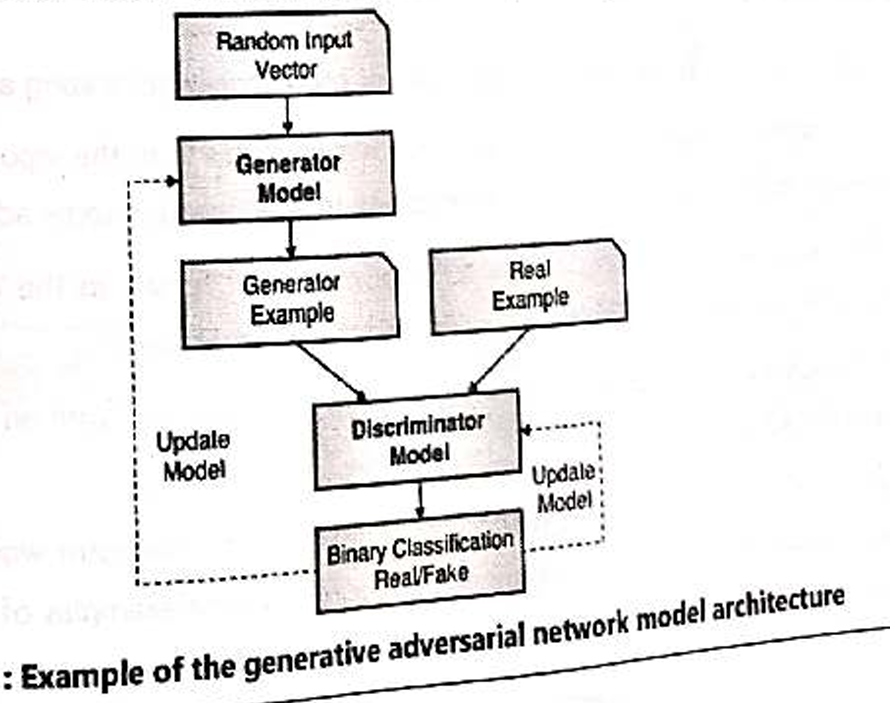 Random Input
Vector
Generator
Model
Generator
Example
Real
Example
Discriminator
Model
Update
Model
Update
Model
Binary Classification
Real/Fake
: Example of the generative adversarial network model architecture